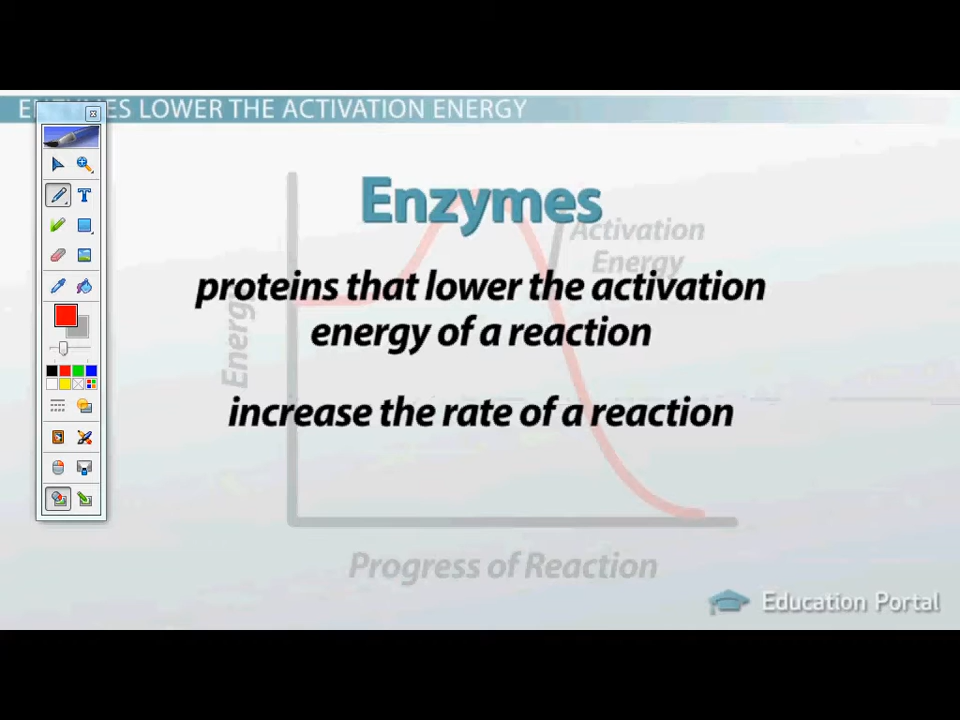 ENZYMES LOWER THE ACTIVATION ENERGY
Enzymes
Activation
Energy
proteins that lower the activation
energy of a reaction
Energy
increase the rate of a reaction
Progress of Reaction
Education Portal
T